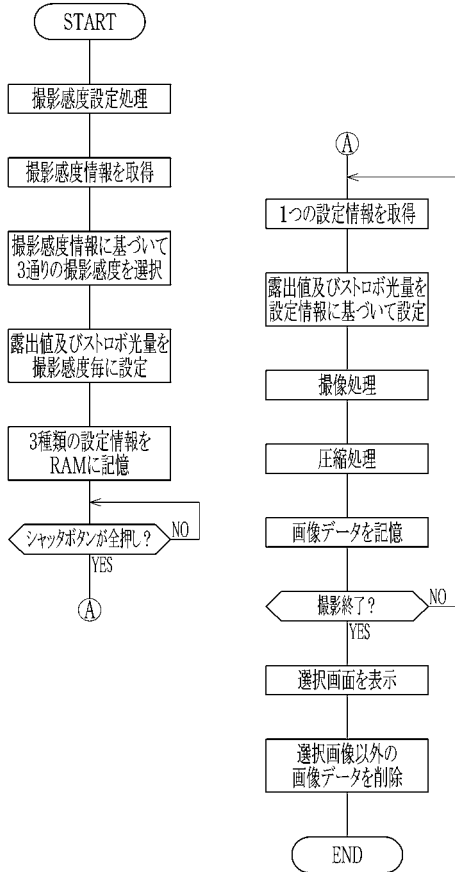 START
撮影感度設定処理
撮影感度情報を取得
撮影感度情報に基づいて
3通りの撮影感度を選択
露出値及びストロボ光量を
撮影感度毎に設定
3種類の設定情報を
RAMに記憶
シャッタボタンが全押し?
NO
YES
A
A
1つの設定情報を取得
露出値及びストロボ光量を
設定情報に基づいて設定
撮像処理
圧縮処理
画像データを記憶
撮影終了?
NO
YES
選択画面を表示
選択画像以外の
画像データを削除
END